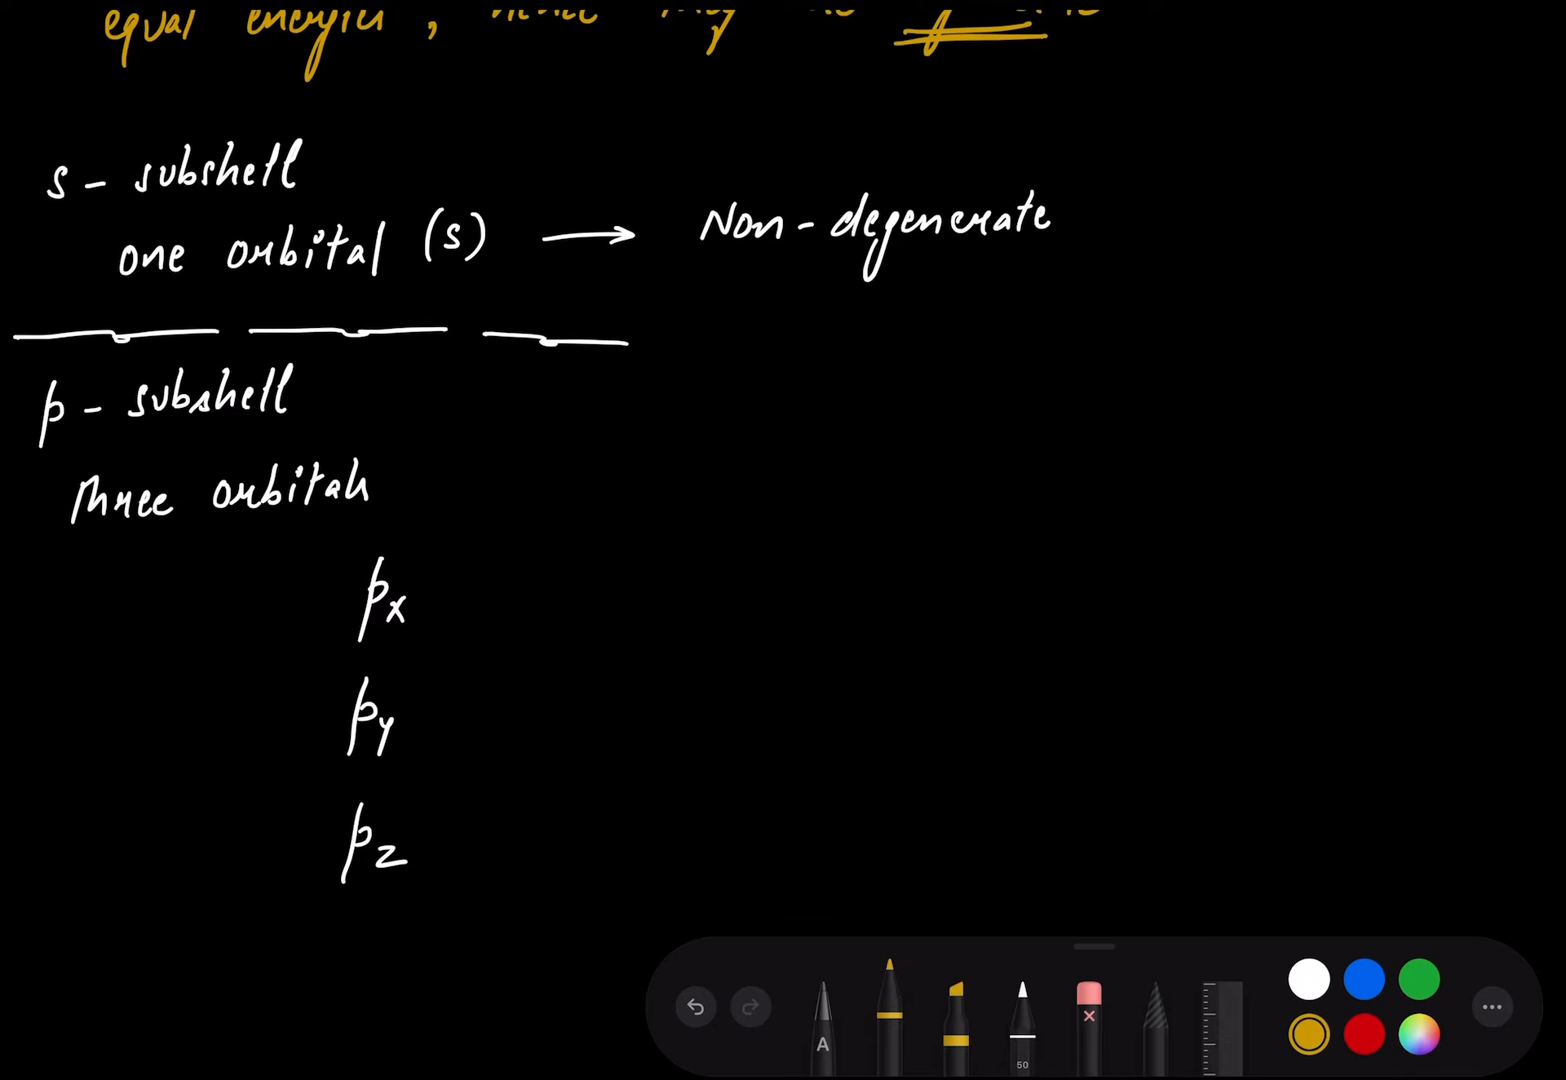 equal energies,
s - subshell
one orbital (s) → Non-degenerate
p - subshell
three orbitals
px
py
pz
A
50